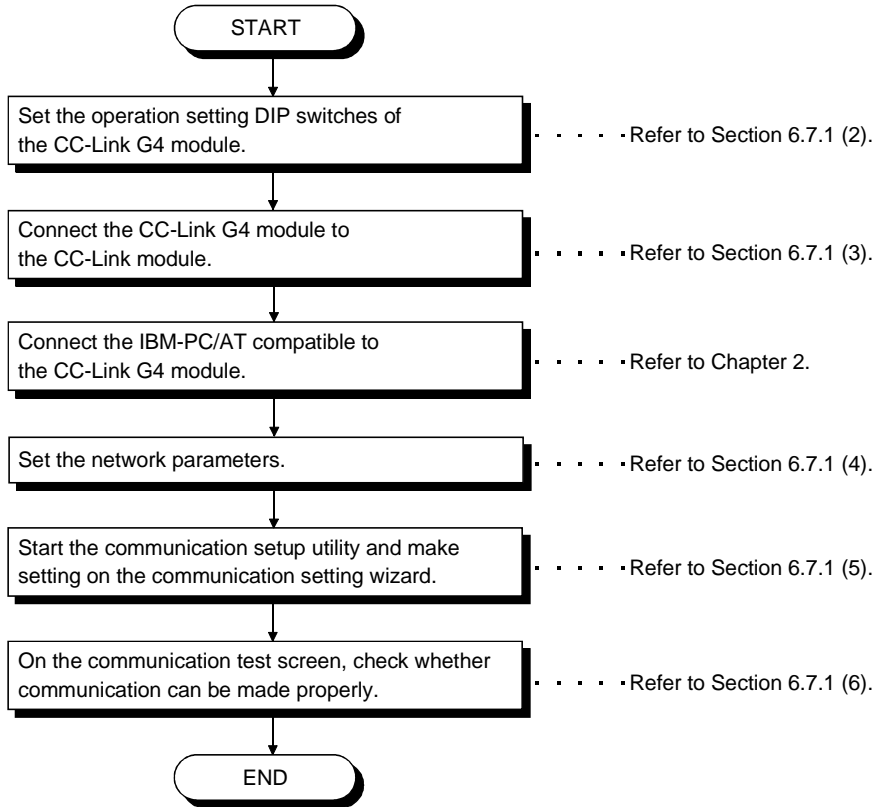 START
Set the operation setting DIP switches of
the CC-Link G4 module.
Refer to Section 6.7.1 (2).
Connect the CC-Link G4 module to
the CC-Link module.
Refer to Section 6.7.1 (3).
Connect the IBM-PC/AT compatible to
the CC-Link G4 module.
Refer to Chapter 2.
Set the network parameters.
Refer to Section 6.7.1 (4).
Start the communication setup utility and make
setting on the communication setting wizard.
Refer to Section 6.7.1 (5).
On the communication test screen, check whether
communication can be made properly.
Refer to Section 6.7.1 (6).
END